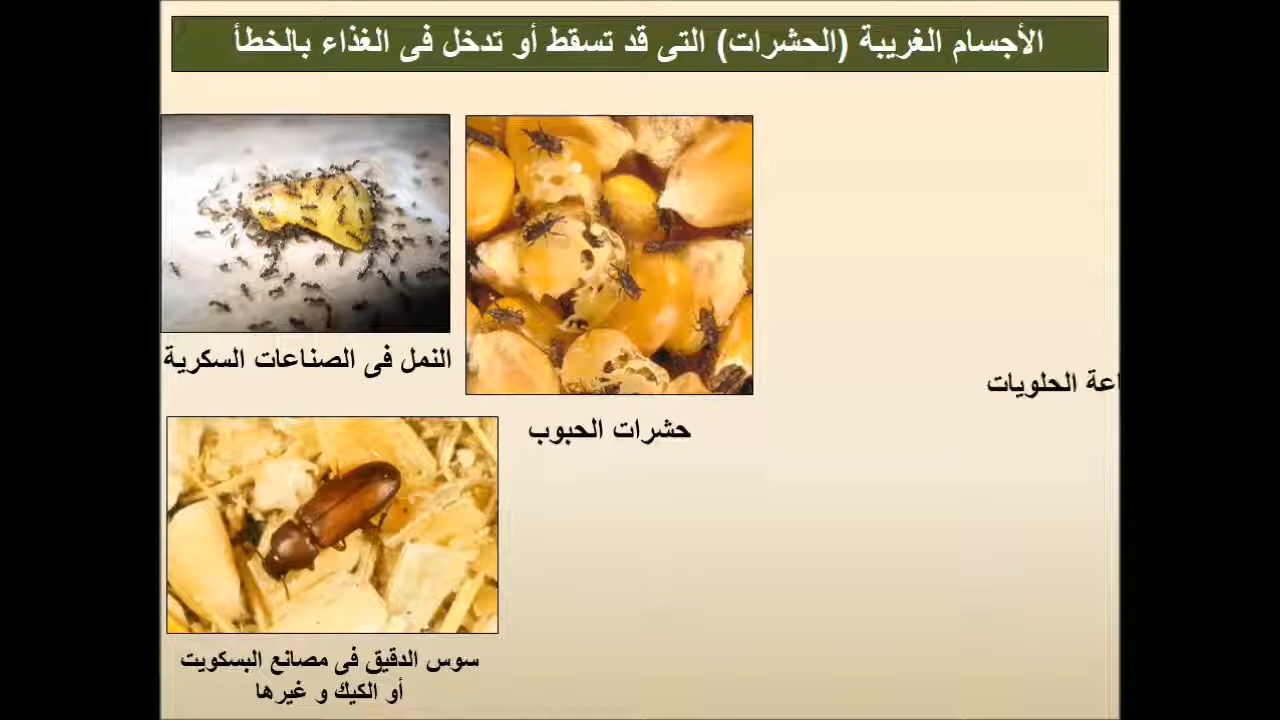 الأجسام الغريبة (الحشرات) التى قد تسقط أو تدخل فى الغذاء بالخطأ
النمل فى الصناعات السكرية
الحلويات
حشرات الحبوب
سوس الدقيق فى مصانع البسكويت
أو الكيك و غيرها